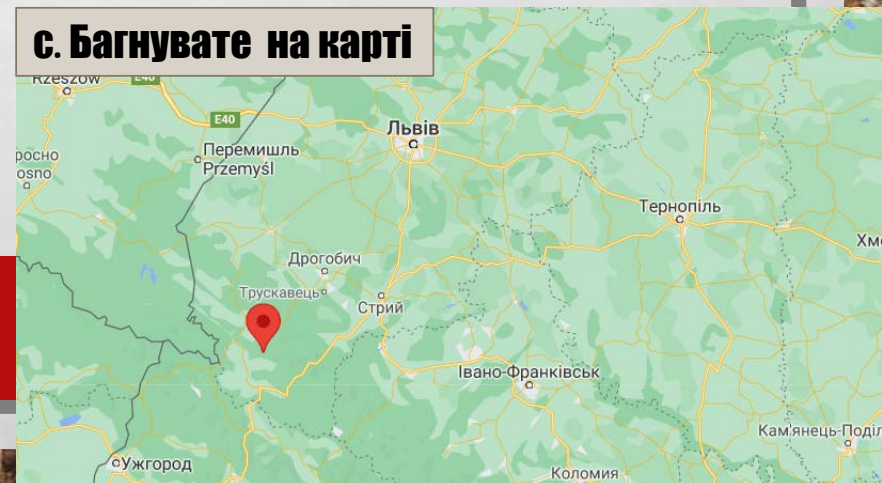 с. Багнувате на карті
Rzeszów
E40
E40
Львів
Перемишль
Przemyśl
росно
osno
Тернопіль
Хме
Дрогобич
Трускавець
Стрий
Івано-Франківськ
Кам'янець-Поділ
Ужгород
Коломия